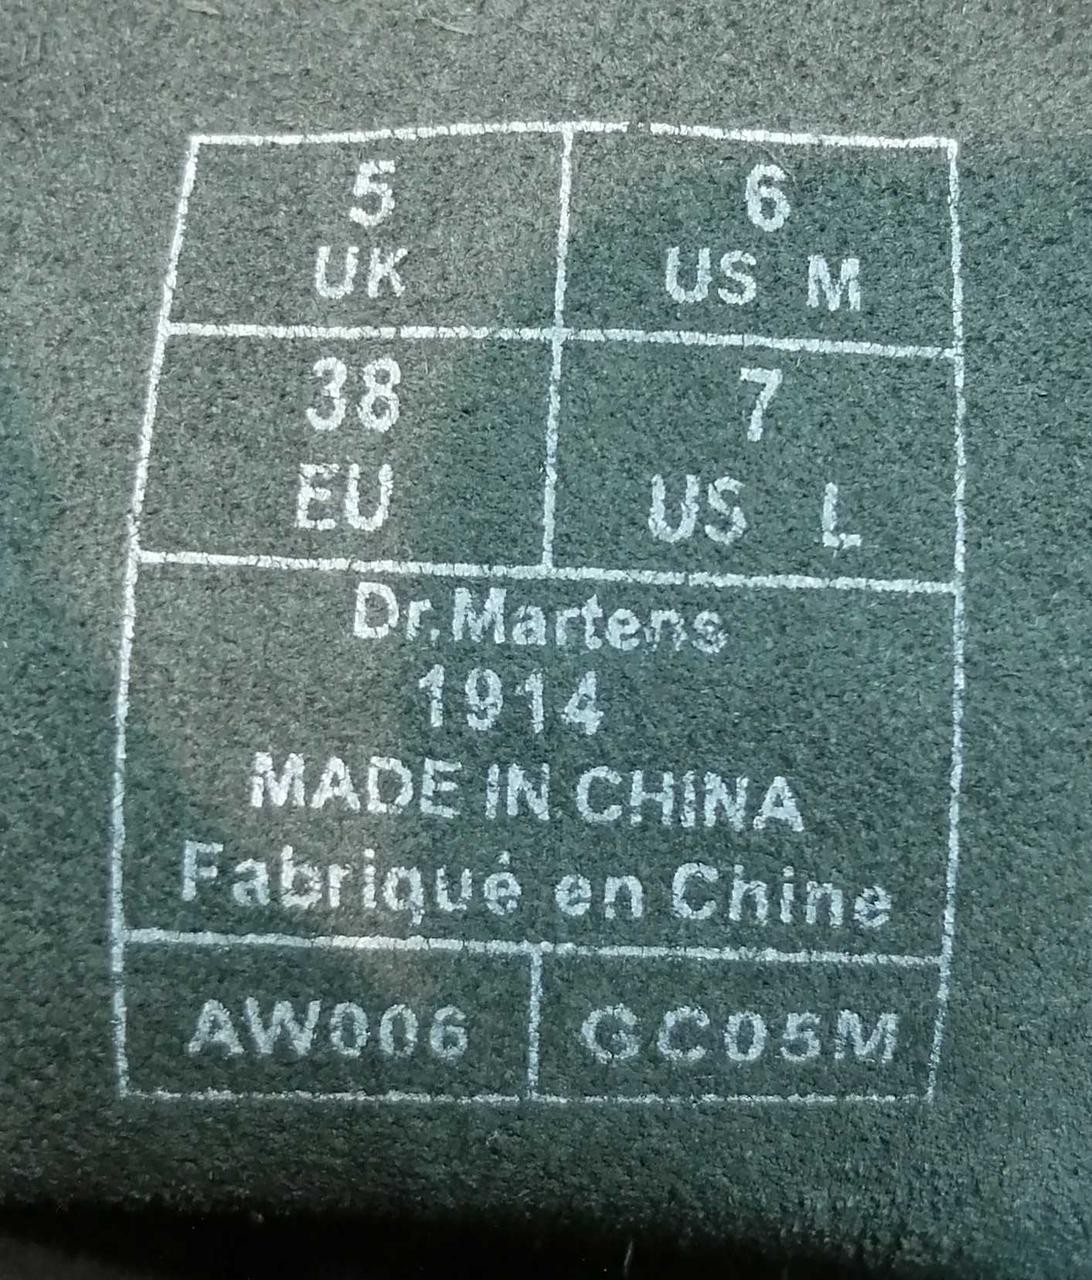 5
UK
6
US M
38
EU
7
US L
Dr.Martens
1914
MADE IN CHINA
Fabriqué en Chine
AW006
GC05M